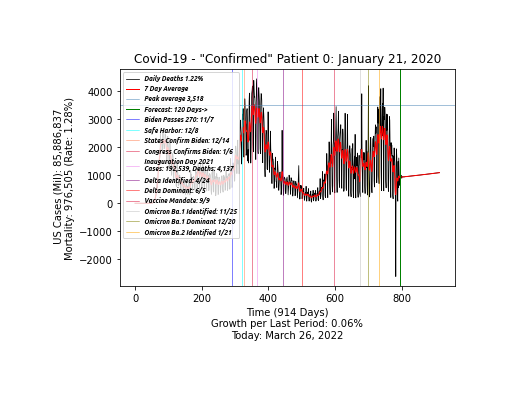 Covid-19 - "Confirmed" Patient 0: January 21, 2020
US Cases (Mil): 85,886,837
Mortality: 976,505 (Rate: 1.28%)
4000
3000
2000
1000
0
−1000
−2000
Daily Deaths 1.22%
7 Day Average
Peak average 3,518
Forecast: 120 Days->
Biden Passes 270: 11/7
Safe Harbor: 12/8
States Confirm Biden: 12/14
Congress Confirms Biden: 1/6
Inauguration Day 2021
Cases: 192,539, Deaths: 4,137
Delta Identified: 4/24
Delta Dominant: 6/5
Vaccine Mandate: 9/9
Omicron Ba.1 Identified: 11/25
Omicron Ba.1 Dominant 12/20
Omicron Ba.2 Identified 1/21
0 200 400 600 800
Time (914 Days)
Growth per Last Period: 0.06%
Today: March 26, 2022